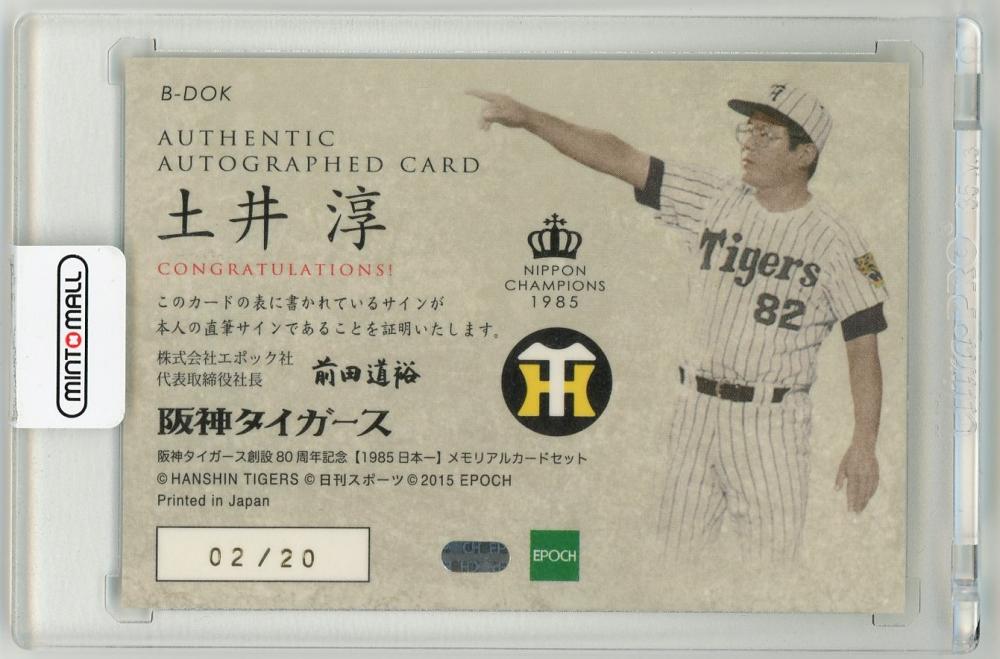 B-DOK
AUTHENTIC
AUTOGRAPHED CARD
土井 淳
CONGRATULATIONS!
このカードの表に書かれているサインが
本人の直筆サインであることを証明いたします。
株式会社エポック社
代表取締役社長 前田道裕
阪神タイガース
阪神タイガース創設80周年記念【1985日本一】メモリアルカードセット
©HANSHIN TIGERS ©日刊スポーツ©2015 EPOCH
Printed in Japan
02/20
EPOCH
NIPPON
CHAMPIONS
1985
Tigers
82
MINTOMALL